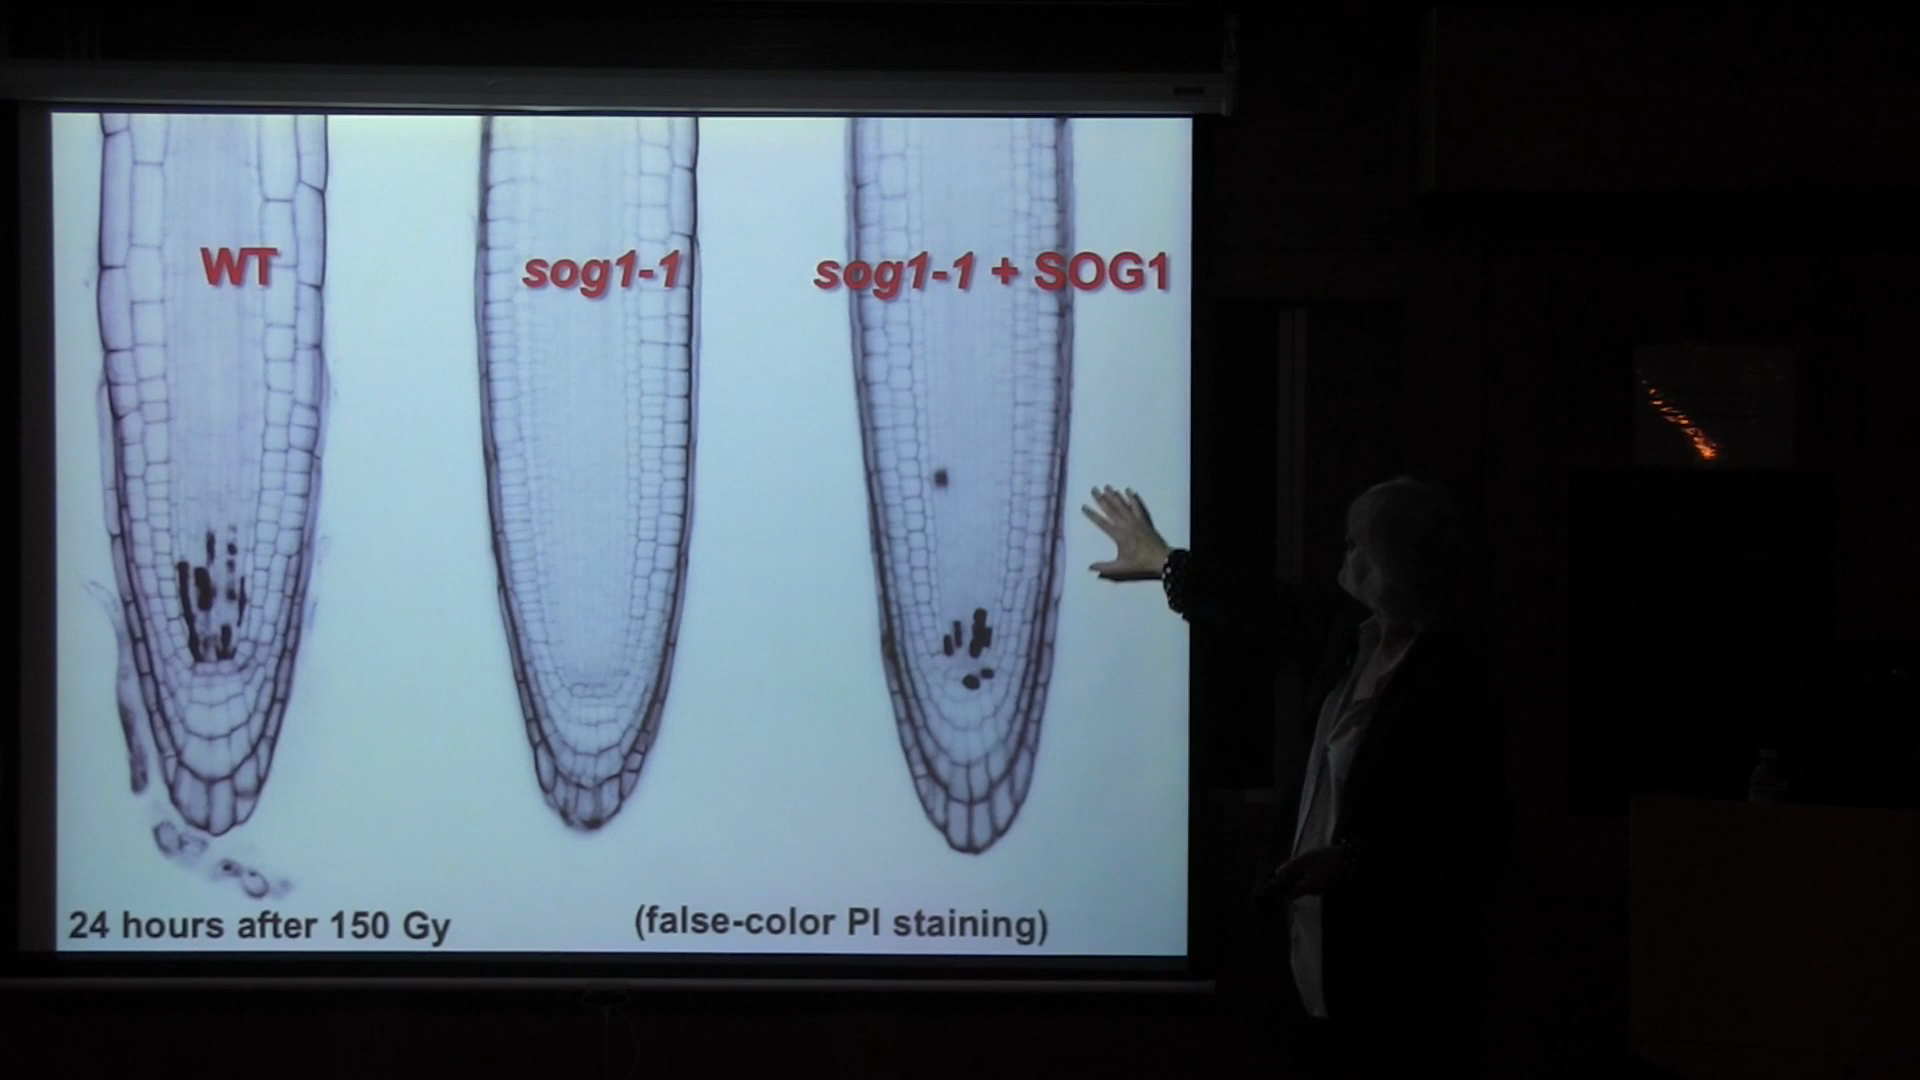 WT
sog1-1
sog1-1 + SOG1
24 hours after 150 Gy
(false-color PI staining)